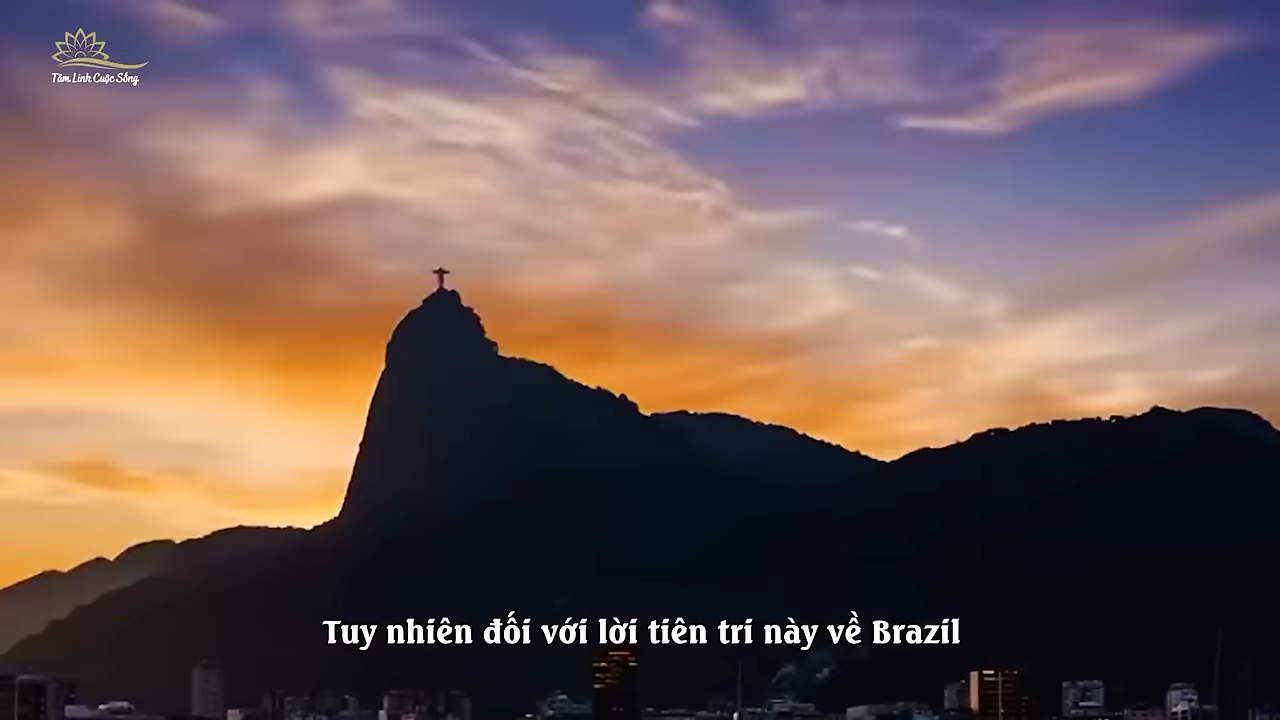 Tâm Linh Cuộc Sống
Tuy nhiên đối với lời tiên tri này về Brazil